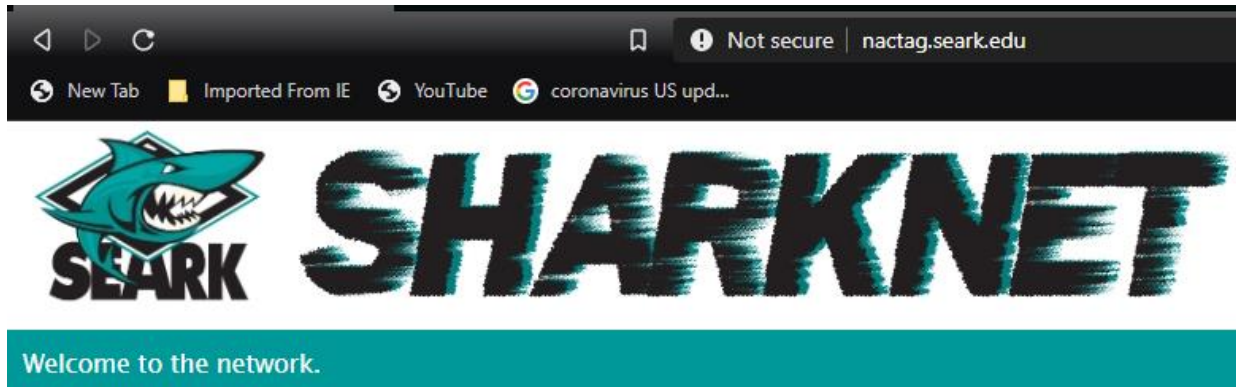 Not secure | nactag.seark.edu
New Tab Imported From IE YouTube coronavirus US upd...
SEARK SHARKNET
Welcome to the network.